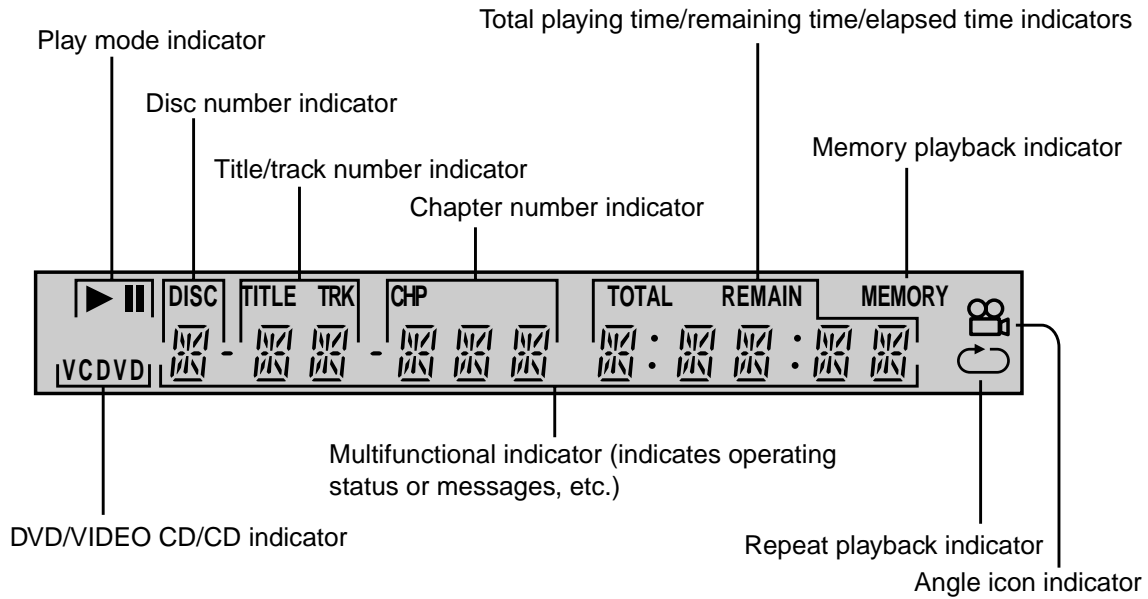 Total playing time/remaining time/elapsed time indicators
Play mode indicator
Disc number indicator
Memory playback indicator
Title/track number indicator
Chapter number indicator
DISC TITLE TRK CHP TOTAL REMAIN MEMORY
VCDVD
Multifunctional indicator (indicates operating
status or messages, etc.)
DVD/VIDEO CD/CD indicator
Repeat playback indicator
Angle icon indicator